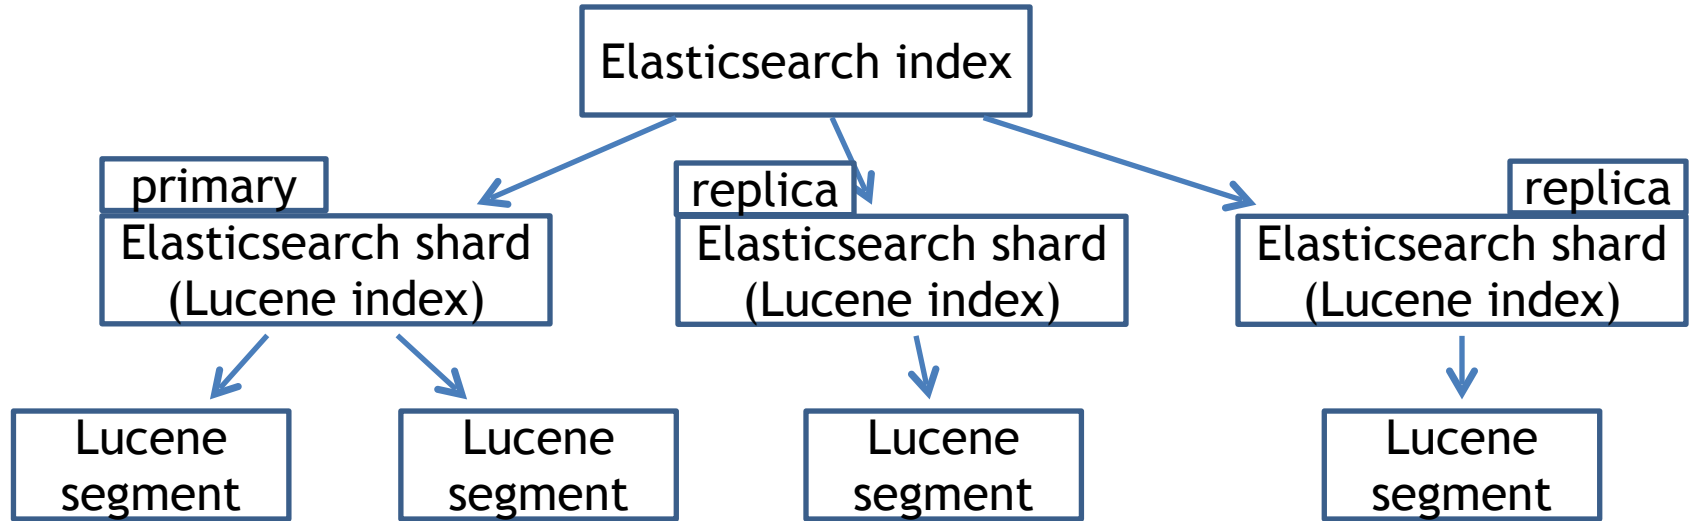 Elasticsearch index
primary
replica
replica
Elasticsearch shard
(Lucene index)
Elasticsearch shard
(Lucene index)
Elasticsearch shard
(Lucene index)
Lucene
segment
Lucene
segment
Lucene
segment
Lucene
segment